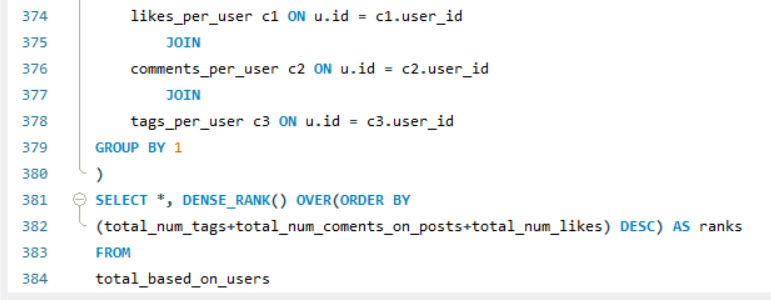 374 likes_per_user c1 ON u.id = c1.user_id
375 JOIN
376 comments_per_user c2 ON u.id = c2.user_id
377 JOIN
378 tags_per_user c3 ON u.id = c3.user_id
379 GROUP BY 1
380 )
381 SELECT *, DENSE_RANK() OVER(ORDER BY
382 (total_num_tags+total_num_coments_on_posts+total_num_likes) DESC) AS ranks
383 FROM
384 total_based_on_users